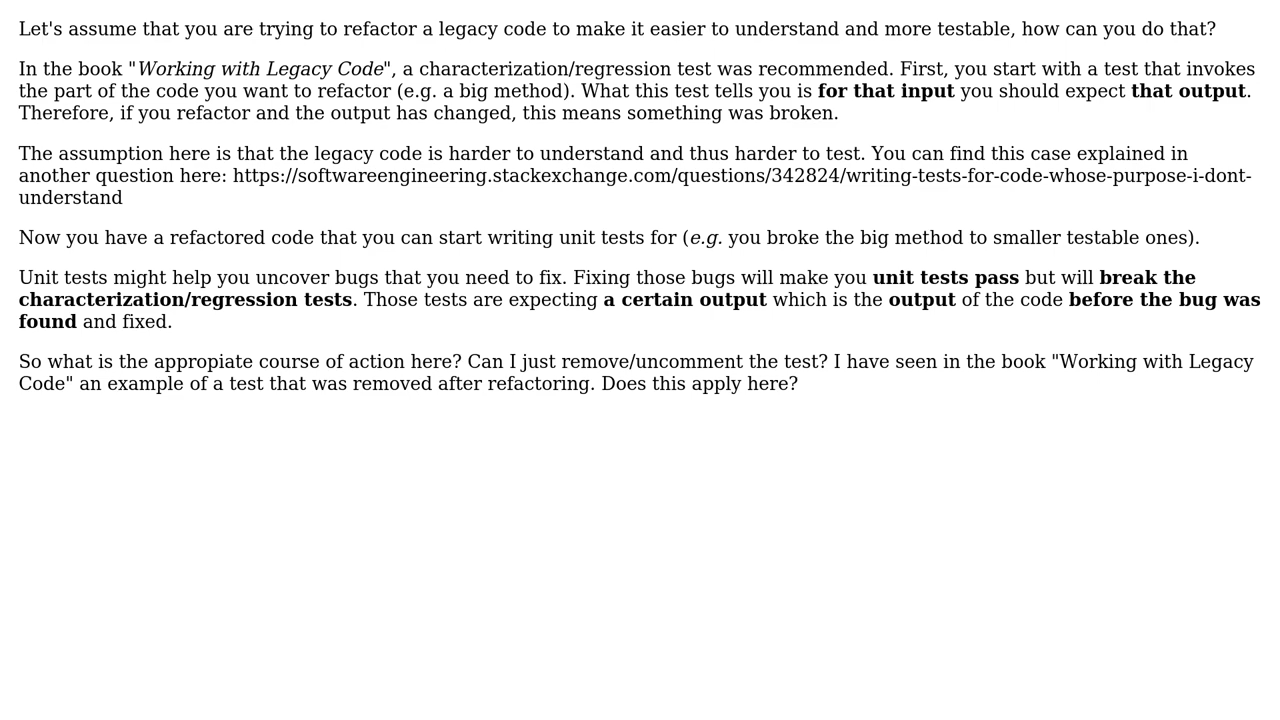 Let's assume that you are trying to refactor a legacy code to make it easier to understand and more testable, how can you do that?
In the book "Working with Legacy Code", a characterization/regression test was recommended. First, you start with a test that invokes
the part of the code you want to refactor (e.g. a big method). What this test tells you is for that input you should expect that output.
Therefore, if you refactor and the output has changed, this means something was broken.
The assumption here is that the legacy code is harder to understand and thus harder to test. You can find this case explained in
another question here: https://softwareengineering.stackexchange.com/questions/342824/writing-tests-for-code-whose-purpose-i-dont-
understand
Now you have a refactored code that you can start writing unit tests for (e.g. you broke the big method to smaller testable ones).
Unit tests might help you uncover bugs that you need to fix. Fixing those bugs will make you unit tests pass but will break the
characterization/regression tests. Those tests are expecting a certain output which is the output of the code before the bug was
found and fixed.
So what is the appropiate course of action here? Can I just remove/uncomment the test? I have seen in the book "Working with Legacy
Code" an example of a test that was removed after refactoring. Does this apply here?